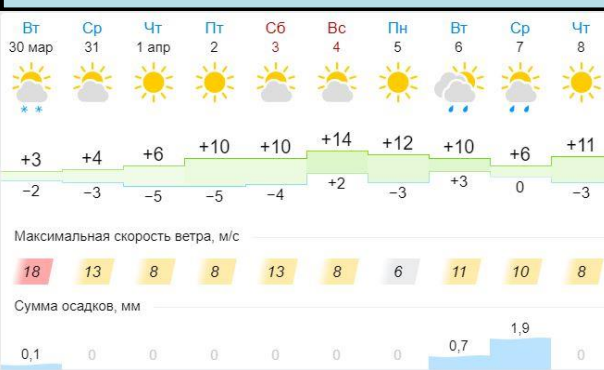 Вт Ср Чт Пт Сб Вс Пн Вт Ср Чт
30 мар 31 1 апр 2 3 4 5 6 7 8
+3 +4 +6 +10 +10 +14 +12 +10 +6 +11
−2 −3 −5 −5 −4 +2 −3 +3 0 −3
Максимальная скорость ветра, м/с
18 13 8 8 13 8 6 11 10 8
Сумма осадков, мм
0,1 0 0 0 0 0 0 0,7 1,9 0